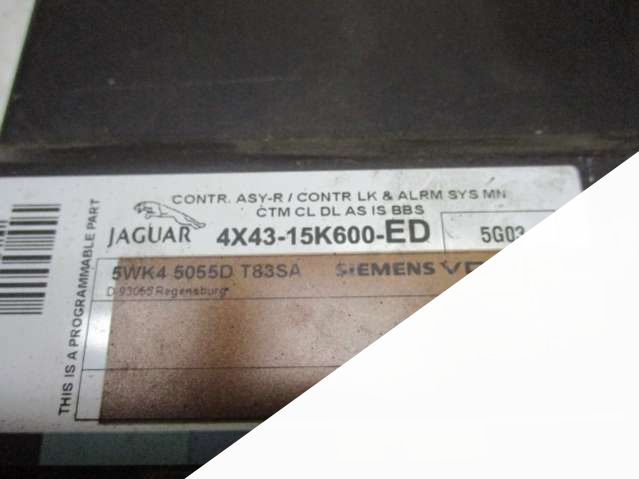 CONTR. ASY-R / CONTR LK & ALRM SYS MN
CTM CL DL AS IS BBS
JAGUAR 4X43-15K600-ED 5G03
5WK4 5055D T83SA SIEMENS
D-93055 Regensburg
THIS IS A PROGRAMMABLE PART